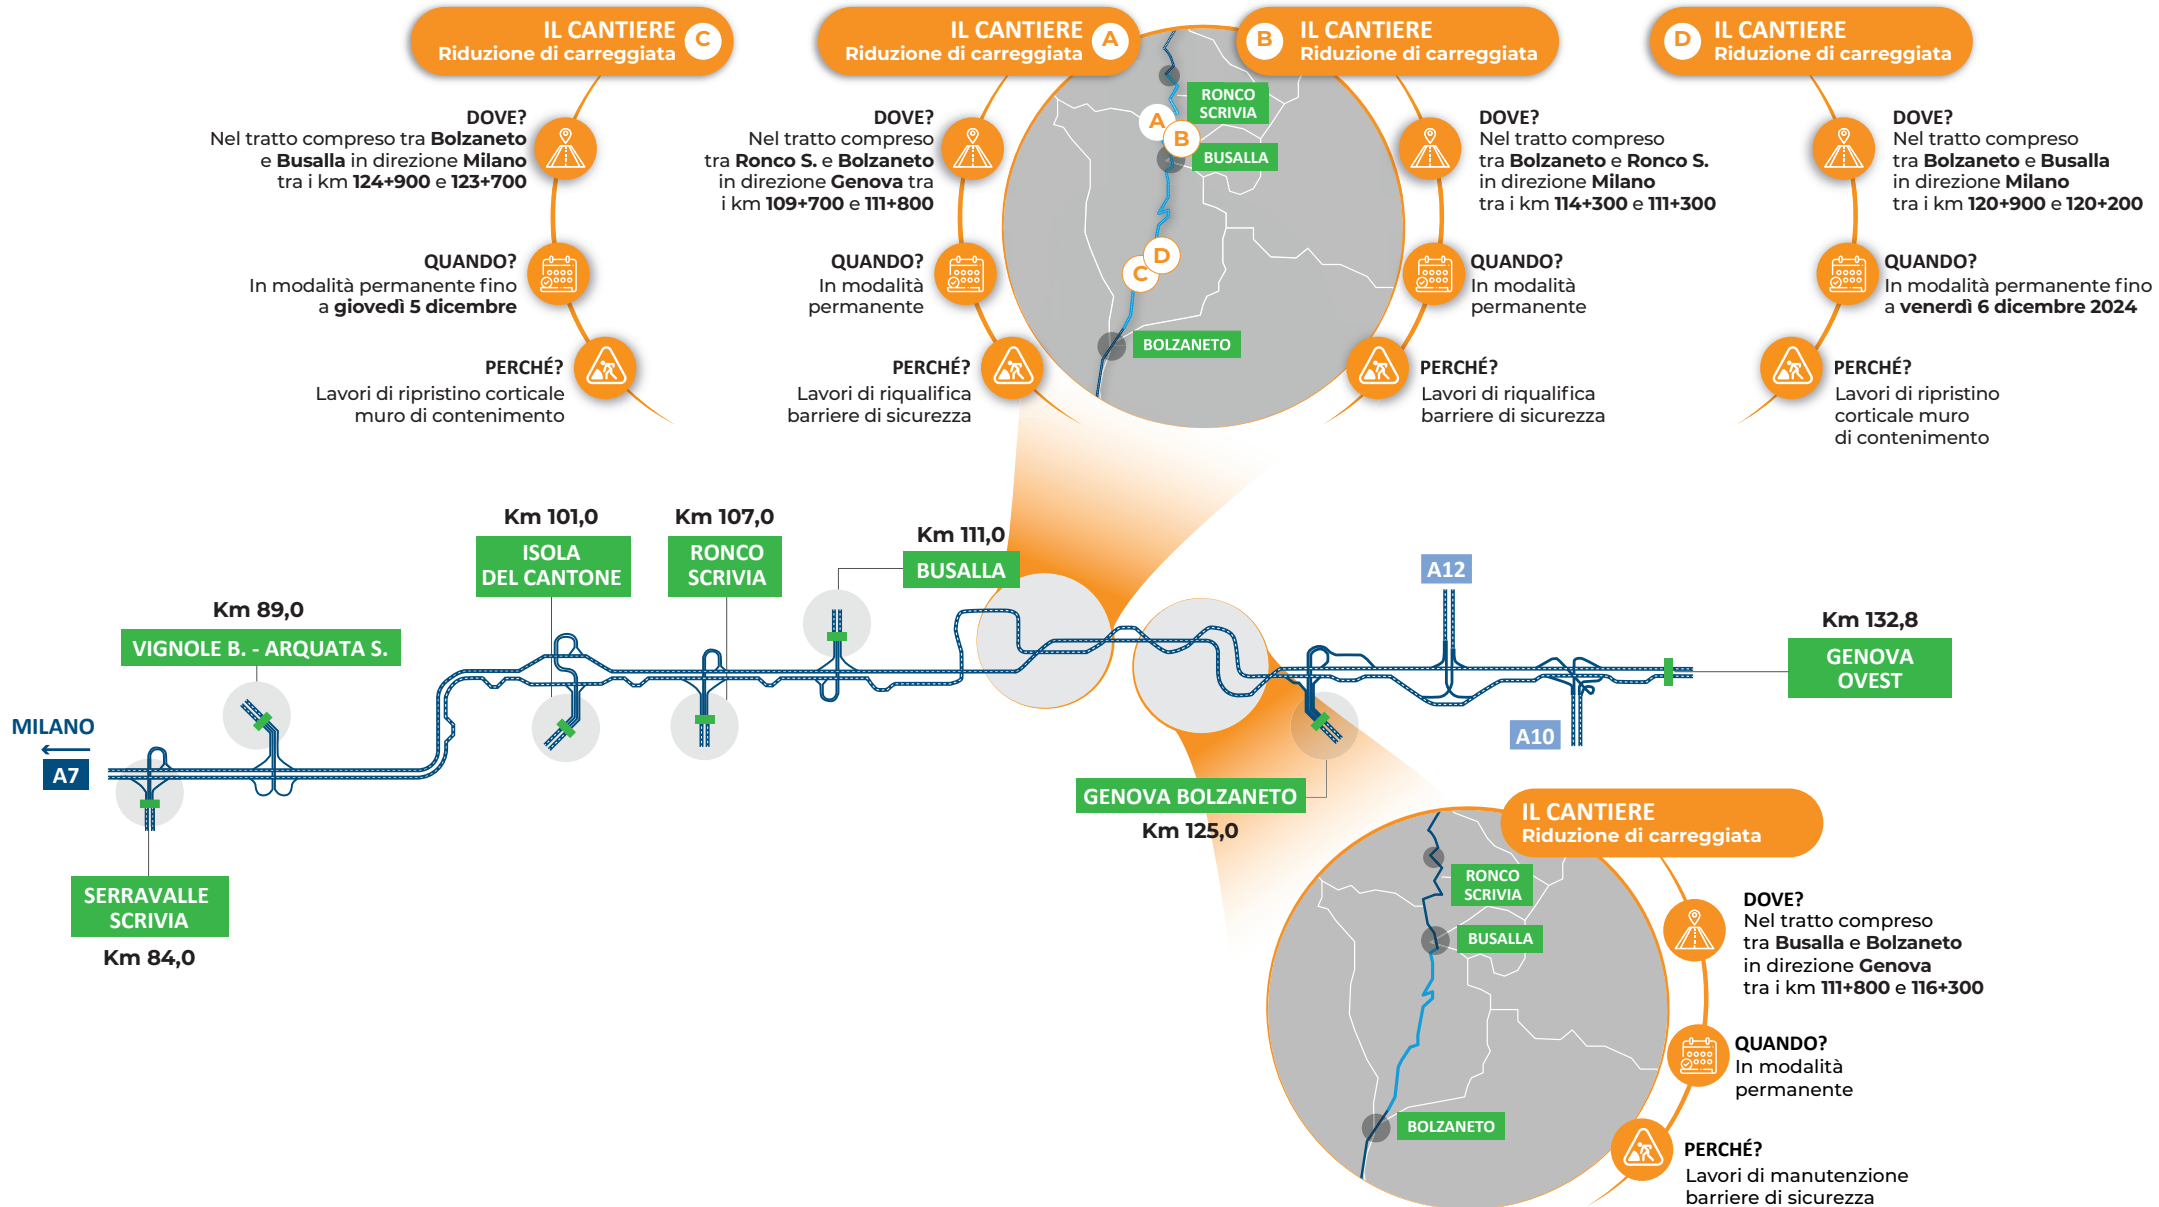 IL CANTIERE
Riduzione di carreggiata
C
DOVE?
Nel tratto compreso tra Bolzaneto
e Busalla in direzione Milano
tra i km 124+900 e 123+700
QUANDO?
In modalità permanente fino
a giovedì 5 dicembre
PERCHÉ?
Lavori di ripristino corticale
muro di contenimento
IL CANTIERE
Riduzione di carreggiata
A
DOVE?
Nel tratto compreso
tra Ronco S. e Bolzaneto
in direzione Genova tra
i km 109+700 e 111+800
QUANDO?
In modalità
permanente
PERCHÉ?
Lavori di riqualifica
barriere di sicurezza
RONCO
SCRIVIA
A
B
BUSALLA
D
C
BOLZANETO
B
IL CANTIERE
Riduzione di carreggiata
DOVE?
Nel tratto compreso
tra Bolzaneto e Ronco S.
in direzione Milano
tra i km 114+300 e 111+300
QUANDO?
In modalità
permanente
PERCHÉ?
Lavori di riqualifica
barriere di sicurezza
D
IL CANTIERE
Riduzione di carreggiata
DOVE?
Nel tratto compreso
tra Bolzaneto e Busalla
in direzione Milano
tra i km 120+900 e 120+200
QUANDO?
In modalità permanente fino
a venerdì 6 dicembre 2024
PERCHÉ?
Lavori di ripristino
corticale muro
di contenimento
MILANO
A7
SERRAVALLE
SCRIVIA
Km 84,0
Km 89,0
VIGNOLE B. - ARQUATA S.
Km 101,0
ISOLA
DEL CANTONE
Km 107,0
RONCO
SCRIVIA
Km 111,0
BUSALLA
GENOVA BOLZANETO
Km 125,0
A12
A10
Km 132,8
GENOVA
OVEST
IL CANTIERE
Riduzione di carreggiata
RONCO
SCRIVIA
BUSALLA
BOLZANETO
DOVE?
Nel tratto compreso
tra Busalla e Bolzaneto
in direzione Genova
tra i km 111+800 e 116+300
QUANDO?
In modalità
permanente
PERCHÉ?
Lavori di manutenzione
barriere di sicurezza